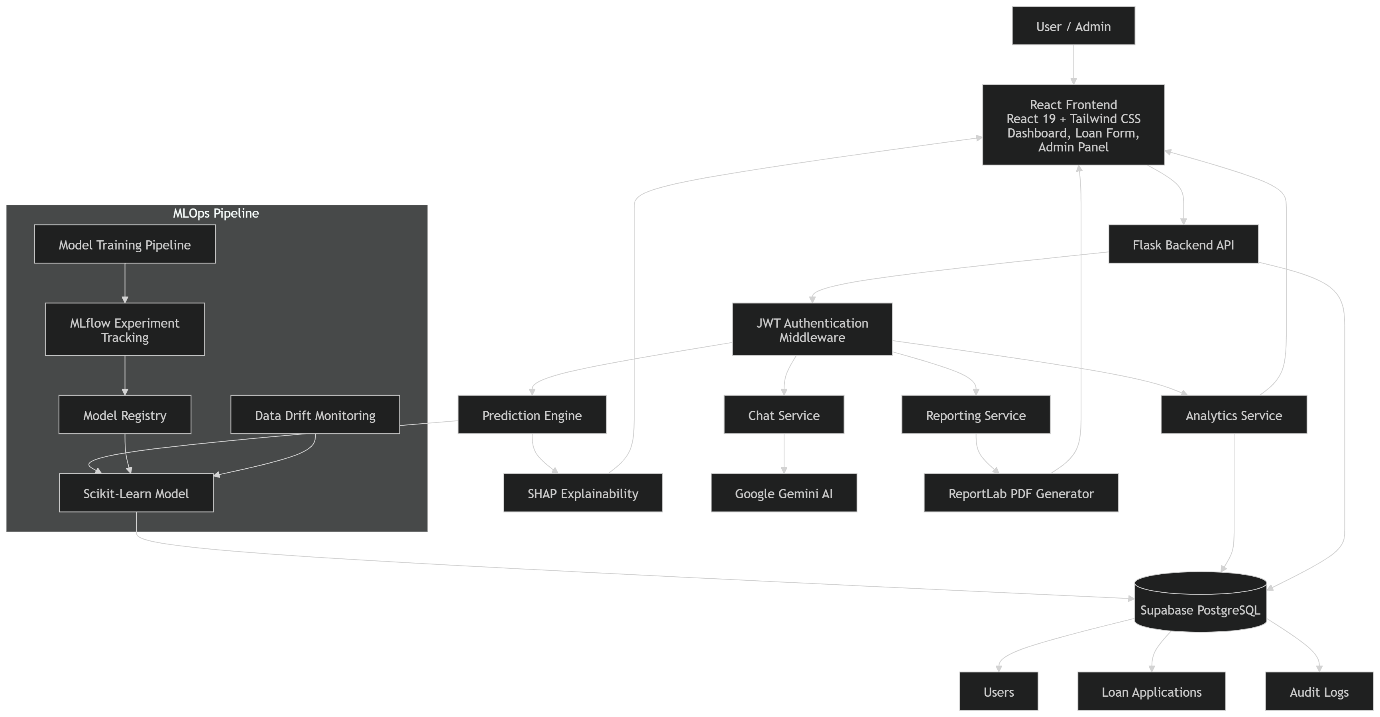 User / Admin
React Frontend
React 19 + Tailwind CSS
Dashboard, Loan Form,
Admin Panel
MLOps Pipeline
Model Training Pipeline
Flask Backend API
MLflow Experiment
Tracking
JWT Authentication
Middleware
Model Registry
Data Drift Monitoring
Prediction Engine
Chat Service
Reporting Service
Analytics Service
Scikit-Learn Model
SHAP Explainability
Google Gemini AI
ReportLab PDF Generator
Supabase PostgreSQL
Users
Loan Applications
Audit Logs